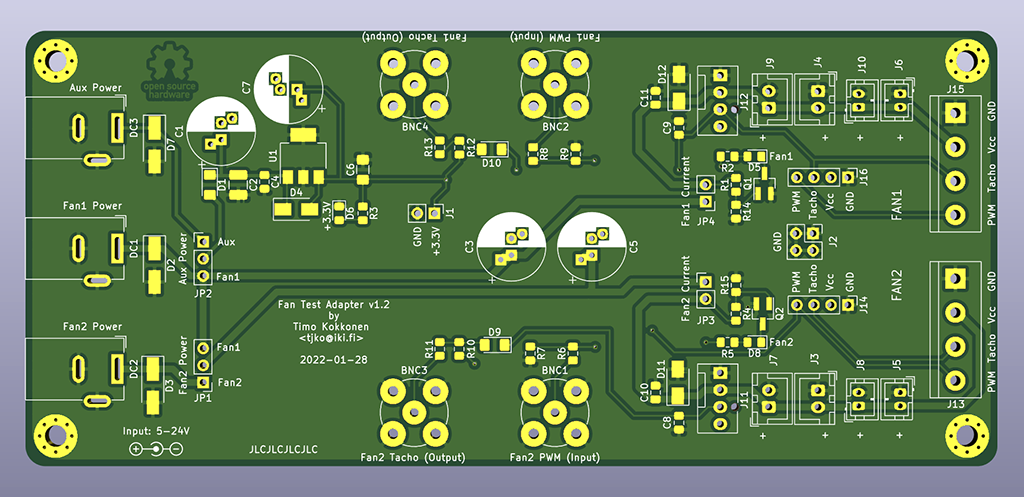 Fan1 Tacho (Output)
Fan1 PWM (Input)
open source
hardware
Aux Power
DC3
D7
C1
C7
U1
D1
C2
C4
D4
C6
+3.3V
D6
R3
BNC4
BNC2
R13
R12
D10
R8
R9
GND
J1
+3.3V
C11
D12
C9
J12
J9
J4
J10
J6
J15
GND
Vcc
Tacho
PWM
FAN1
R2
D5
Fan1
R1
Q1
R14
Fan1 Currrent
JP4
PWM
Tacho
Vcc
GND
J16
GND
J2
Fan1 Power
DC1
D2
Aux Power
Aux
Fan1
JP2
C3
C5
Fan Test Adapter v1.2
by
Timo Kokkonen
<tjko@iki.fi>
2022-01-28
Fan2 Current
JP3
R15
R4
Q2
R5
D8
Fan2
PWM
Tacho
Vcc
GND
J14
FAN2
GND
Vcc
Tacho
PWM
J13
Fan2 Power
DC2
D3
Fan2 Power
Fan1
Fan2
JP1
R11
R10
D9
R7
R6
BNC3
BNC1
D11
C10
C8
J11
J7
J3
J8
J5
Input: 5-24V
JLCJLCJLCJLC
Fan2 Tacho (Output)
Fan2 PWM (Input)